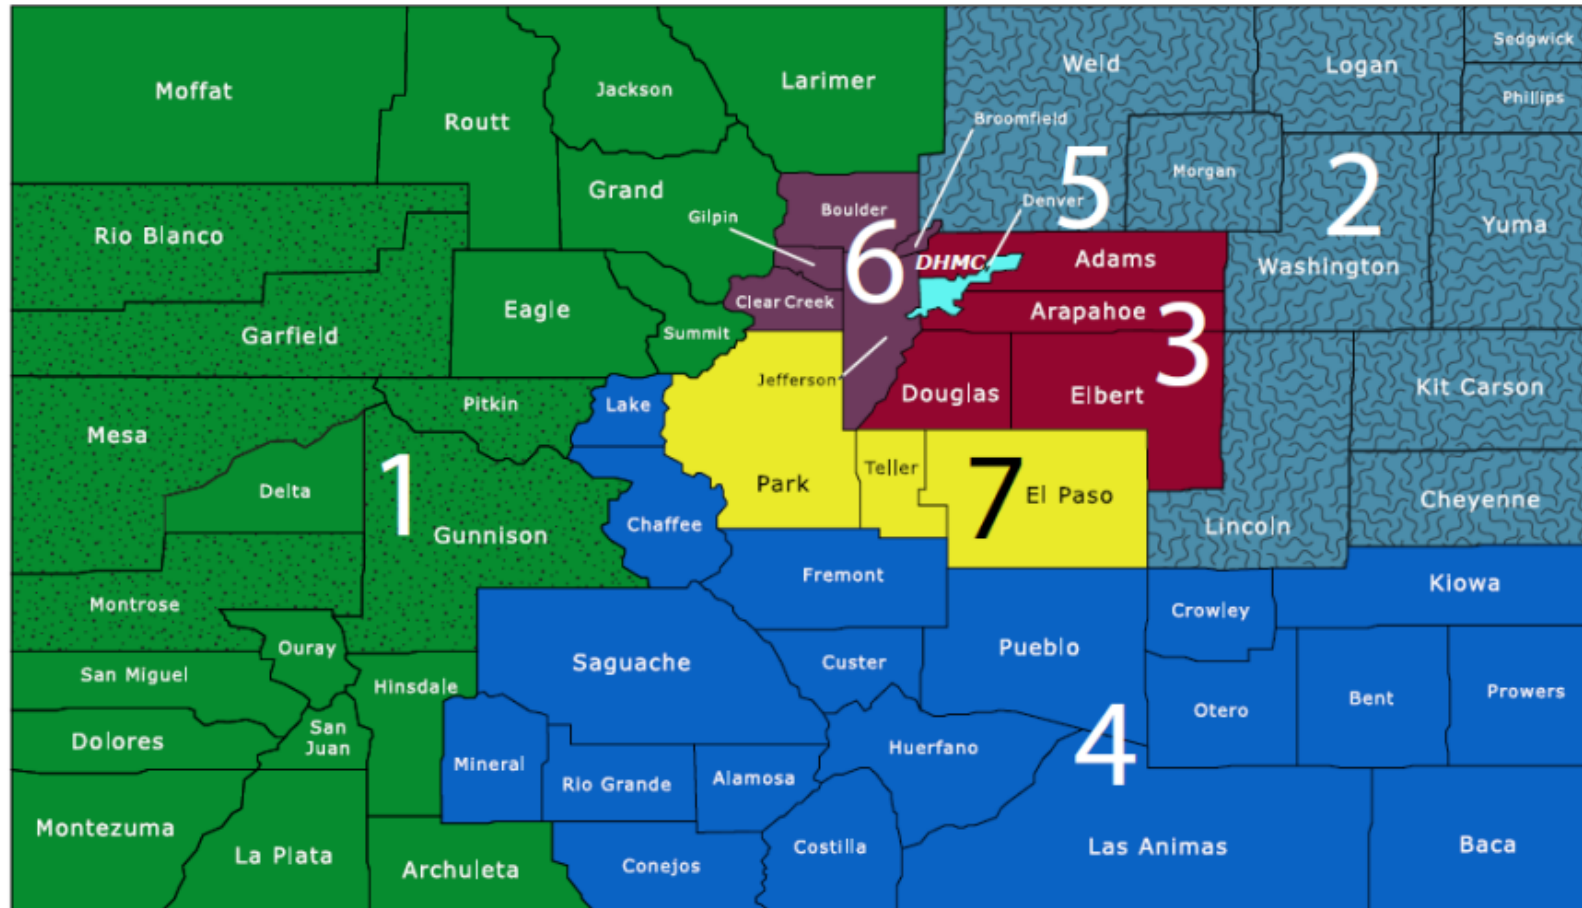 Moffat
Routt
Jackson
Larimer
Weld
Logan
Sedgwick
Phillips
Broomfield
Morgan
5
2
Denver
Yuma
Rio Blanco
Grand
Gilpin
Boulder
6
DHMC
Adams
Washington
Garfield
Eagle
Summit
Clear Creek
Arapahoe
3
Jefferson
Douglas
Elbert
Kit Carson
Mesa
Pitkin
Lake
Delta
1
Gunnison
Park
Teller
7
El Paso
Cheyenne
Lincoln
Chaffee
Montrose
Fremont
Crowley
Kiowa
Ouray
San Miguel
Hinsdale
Saguache
Custer
Pueblo
Otero
Bent
Prowers
Dolores
San
Juan
Mineral
Rio Grande
Alamosa
Huerfano
4
Montezuma
La Plata
Archuleta
Conejos
Costilla
Las Animas
Baca